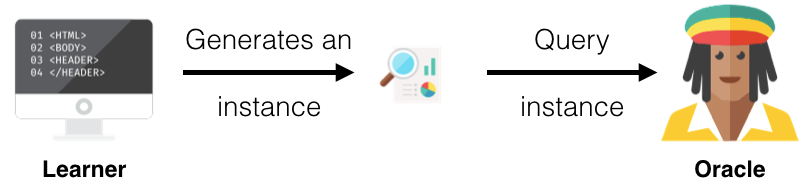 01 <HTML>
02 <BODY>
03 <HEADER>
04 </HEADER>
Learner
Generates an
instance
Query
instance
Oracle